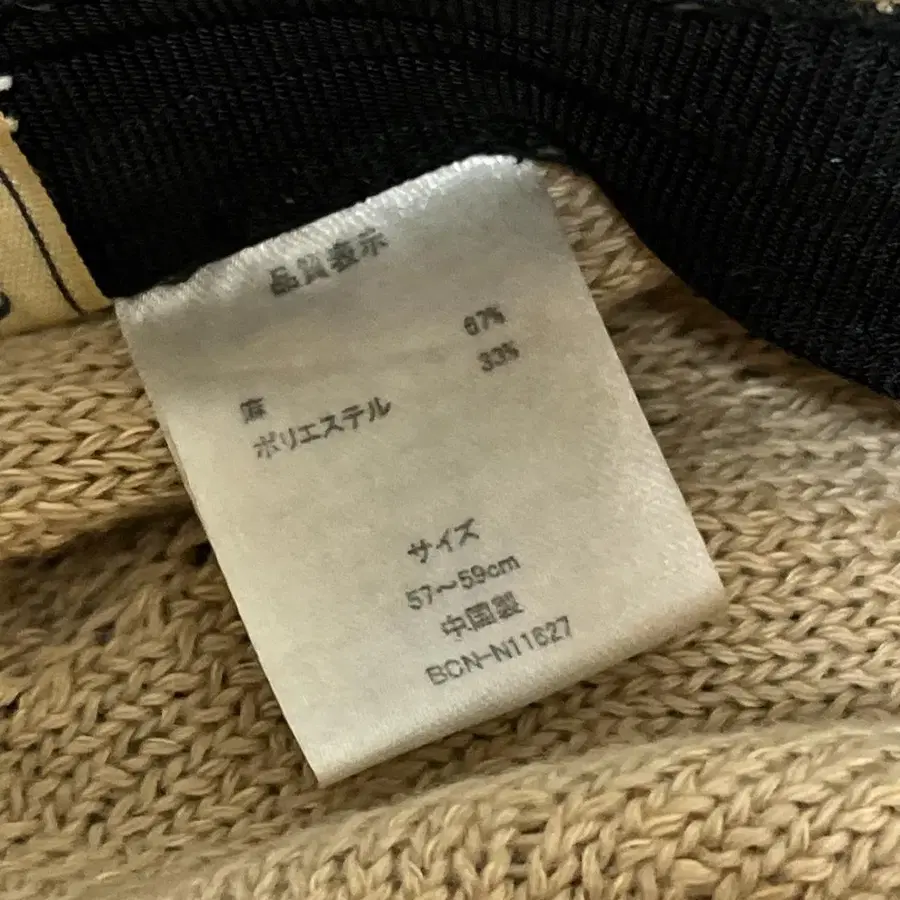 品質表示
麻 67%
ポリエステル 33%
サイズ
57～59cm
中国製
BCN-N11627